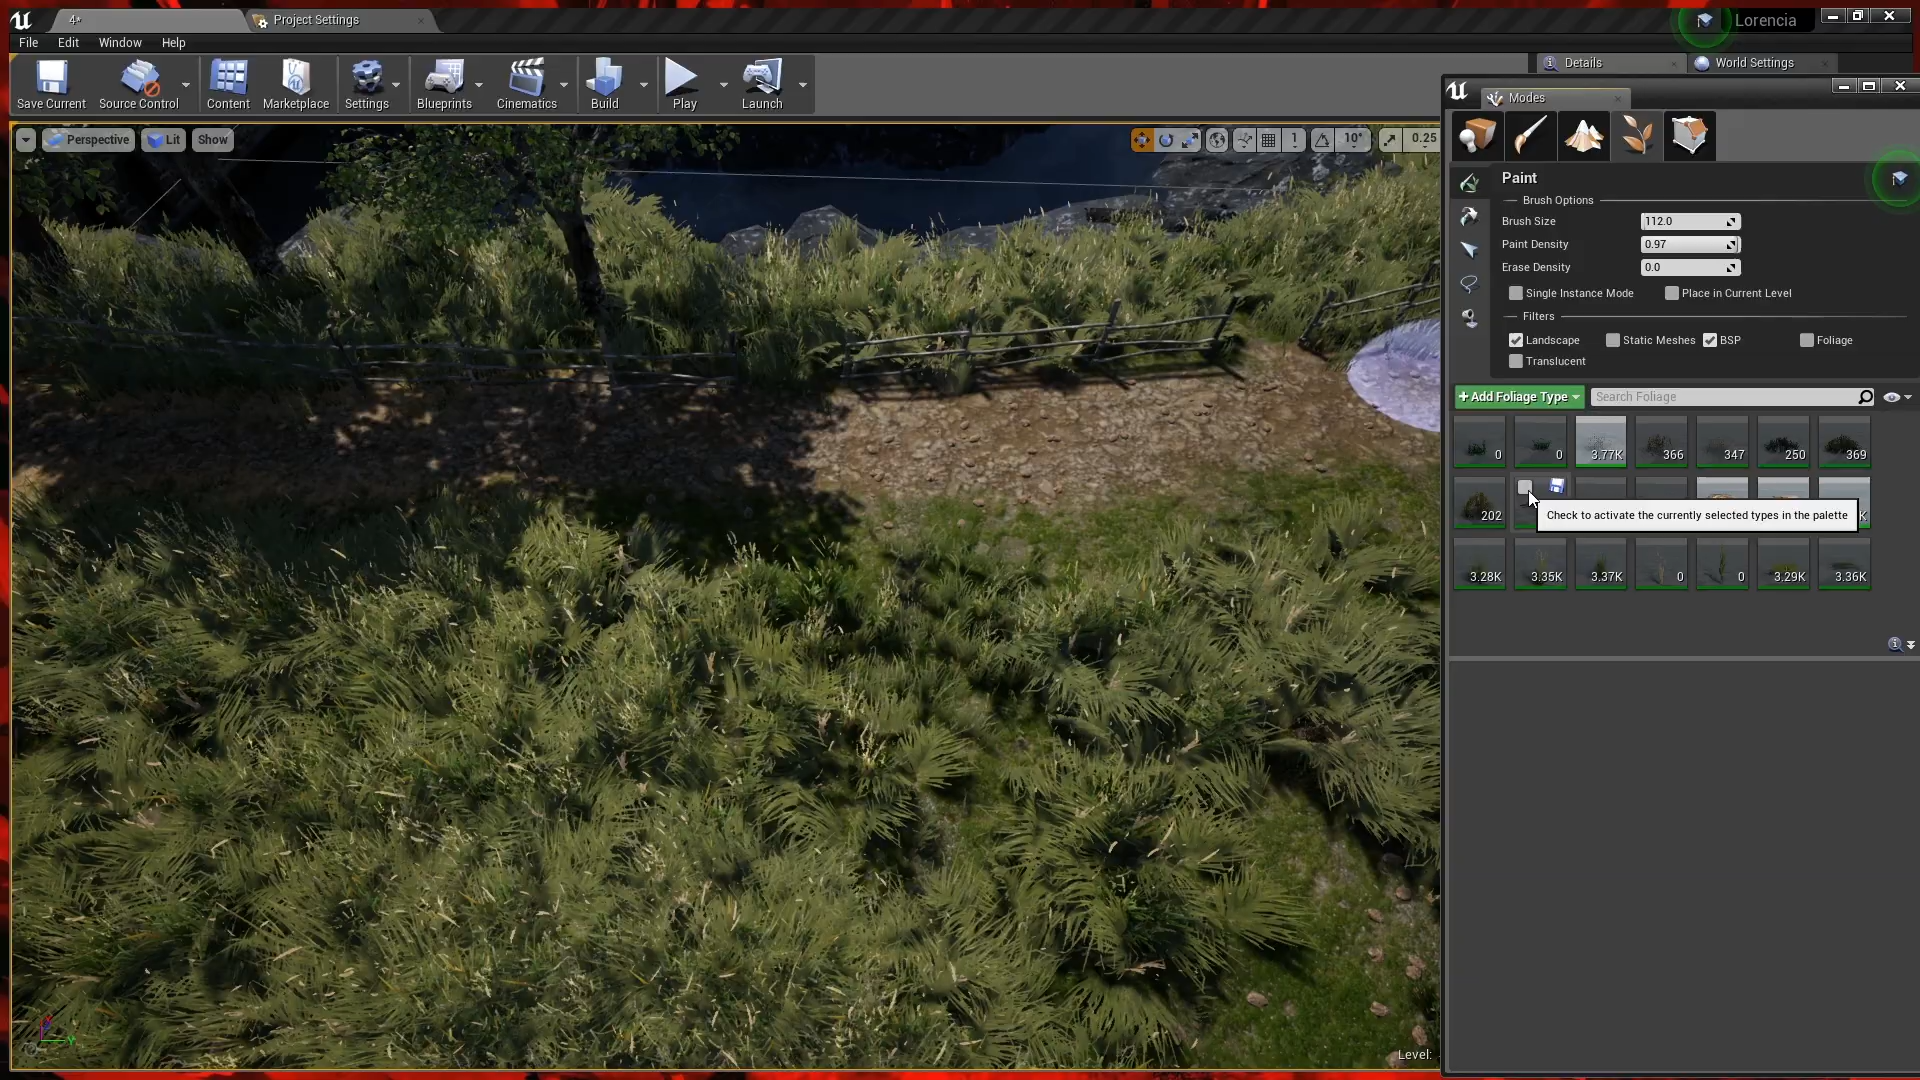 4*
Project Settings
Lorencia
File Edit Window Help
Save Current
Source Control
Content
Marketplace
Settings
Blueprints
Cinematics
Build
Play
Launch
Details
World Settings
Modes
Perspective
Lit
Show
1
10°
0.25
Paint
Brush Options
Brush Size 112.0
Paint Density 0.97
Erase Density 0.0
Single Instance Mode Place in Current Level
Filters
Landscape Static Meshes BSP Foliage
Translucent
+ Add Foliage Type
Search Foliage
0 0 3.77K 366 347 250 369
202 K
Check to activate the currently selected types in the palette
3.28K 3.35K 3.37K 0 0 3.29K 3.36K
Level: